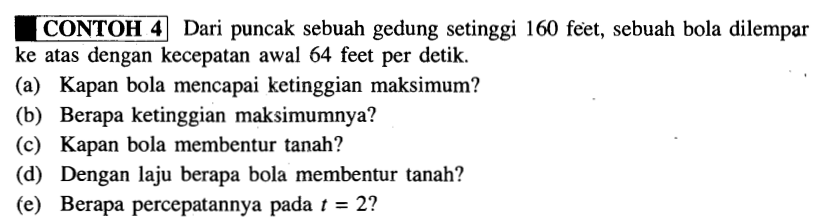 CONTOH 4 Dari puncak sebuah gedung setinggi 160 feet, sebuah bola dilempar
ke atas dengan kecepatan awal 64 feet per detik.
(a) Kapan bola mencapai ketinggian maksimum?
(b) Berapa ketinggian maksimumnya?
(c) Kapan bola membentur tanah?
(d) Dengan laju berapa bola membentur tanah?
(e) Berapa percepatannya pada t = 2?